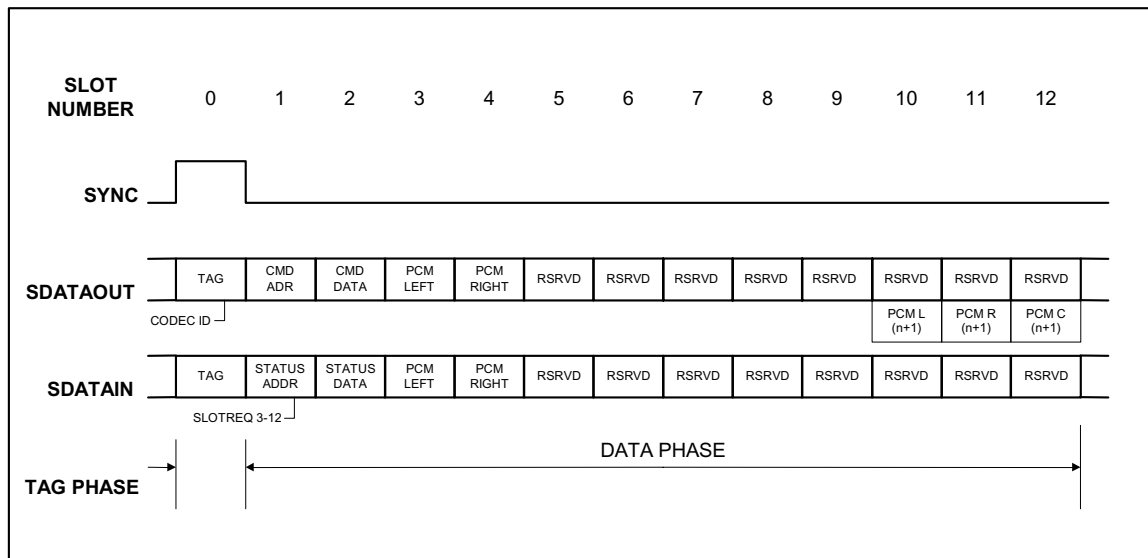 SLOT
NUMBER
0 1 2 3 4 5 6 7 8 9 10 11 12
SYNC
SDATAOUT
TAG
CMD
ADR
CMD
DATA
PCM
LEFT
PCM
RIGHT
RSRVD
RSRVD
RSRVD
RSRVD
RSRVD
RSRVD
RSRVD
RSRVD
CODEC ID
PCM L
(n+1)
PCM R
(n+1)
PCM C
(n+1)
SDATAIN
TAG
STATUS
ADDR
STATUS
DATA
PCM
LEFT
PCM
RIGHT
RSRVD
RSRVD
RSRVD
RSRVD
RSRVD
RSRVD
RSRVD
RSRVD
SLOTREQ 3-12
DATA PHASE
TAG PHASE